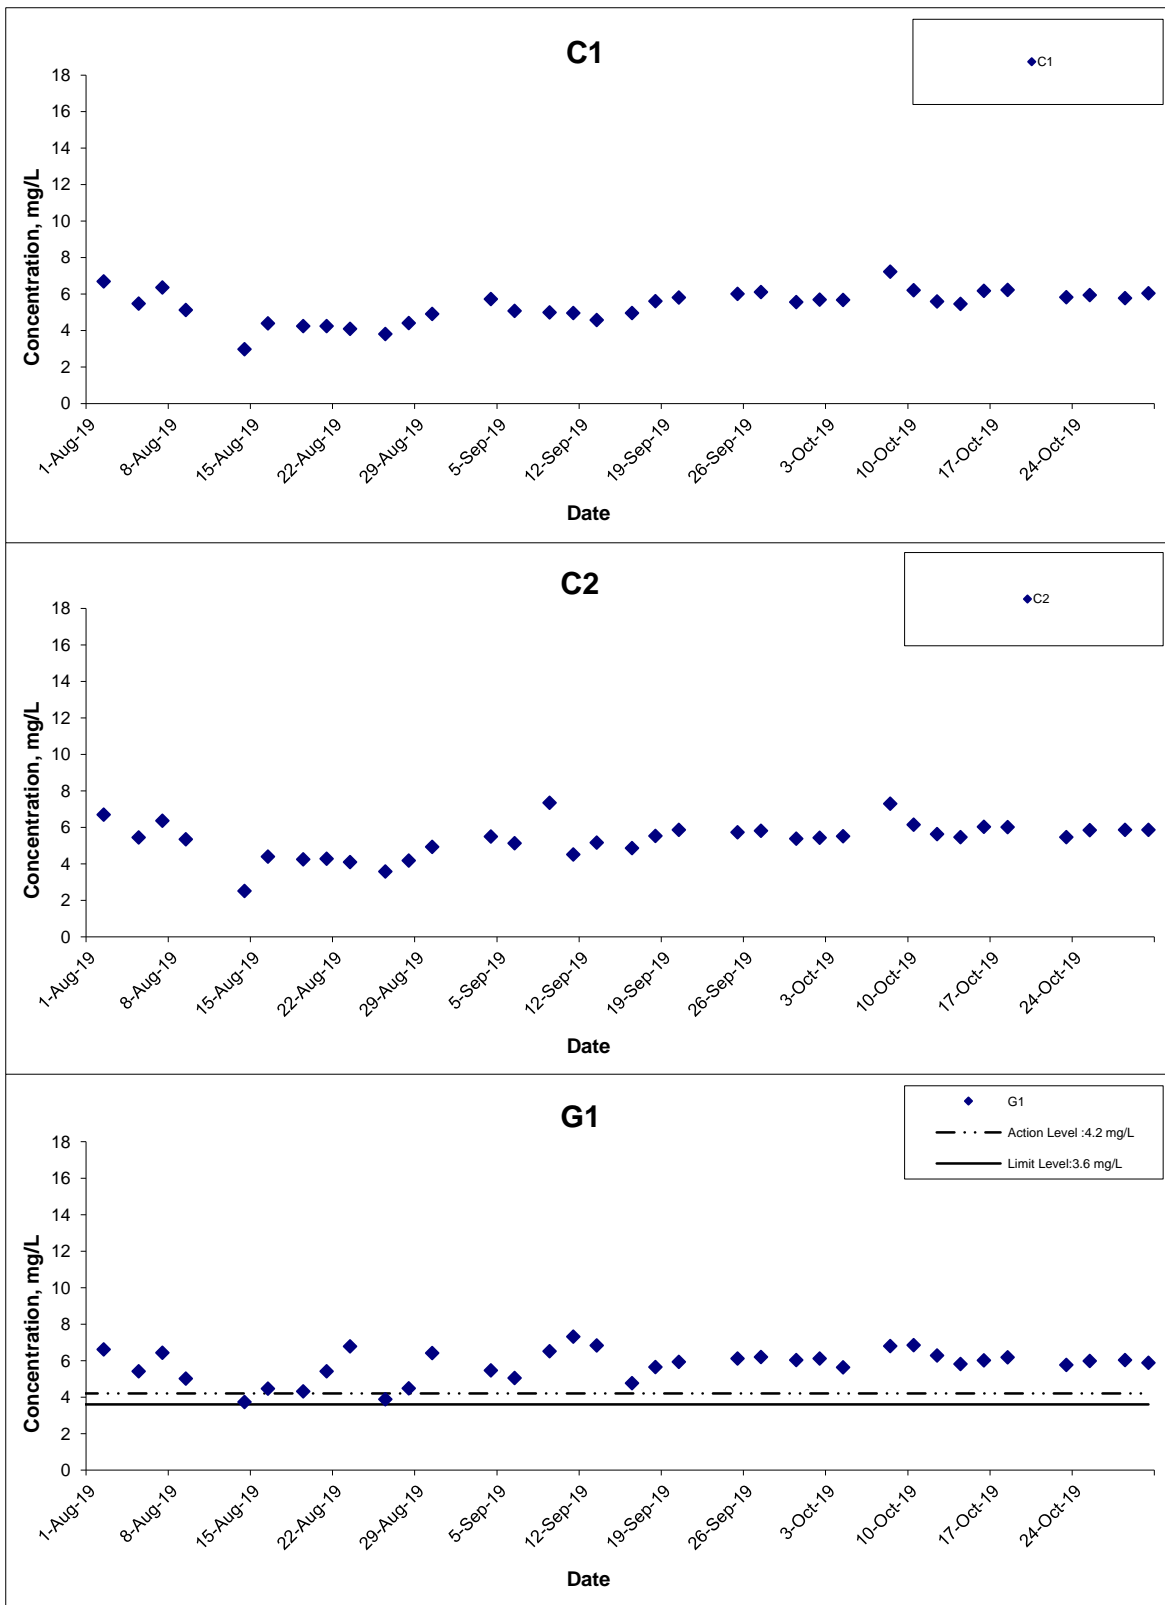 C1
C1
18
16
14
12
10
8
6
4
2
0
Concentration, mg/L
1-Aug-19
8-Aug-19
15-Aug-19
22-Aug-19
29-Aug-19
5-Sep-19
12-Sep-19
19-Sep-19
26-Sep-19
3-Oct-19
10-Oct-19
17-Oct-19
24-Oct-19
Date
C2
C2
18
16
14
12
10
8
6
4
2
0
Concentration, mg/L
1-Aug-19
8-Aug-19
15-Aug-19
22-Aug-19
29-Aug-19
5-Sep-19
12-Sep-19
19-Sep-19
26-Sep-19
3-Oct-19
10-Oct-19
17-Oct-19
24-Oct-19
Date
G1
G1
Action Level :4.2 mg/L
Limit Level:3.6 mg/L
18
16
14
12
10
8
6
4
2
0
Concentration, mg/L
1-Aug-19
8-Aug-19
15-Aug-19
22-Aug-19
29-Aug-19
5-Sep-19
12-Sep-19
19-Sep-19
26-Sep-19
3-Oct-19
10-Oct-19
17-Oct-19
24-Oct-19
Date